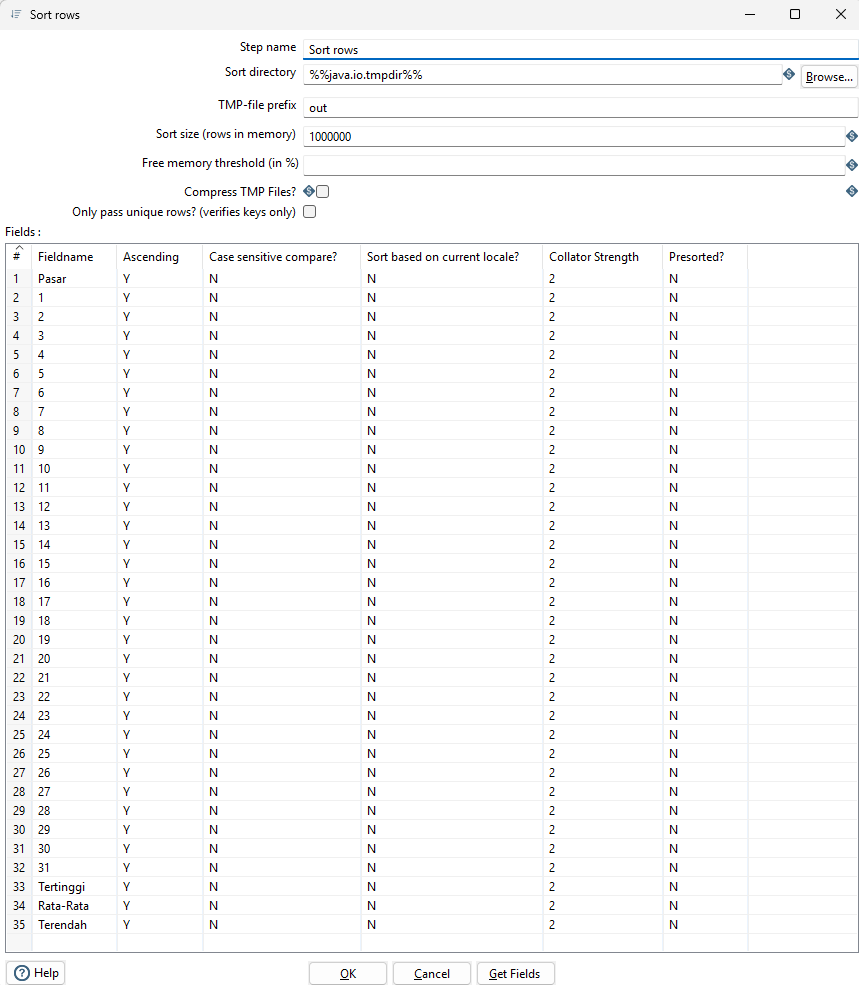 Sort rows
Step name Sort rows
Sort directory %%java.io.tmpdir%% Browse...
TMP-file prefix out
Sort size (rows in memory) 1000000
Free memory threshold (in %)
Compress TMP Files?
Only pass unique rows? (verifies keys only)
Fields :
# Fieldname Ascending Case sensitive compare? Sort based on current locale? Collator Strength Presorted?
1 Pasar Y N N 2 N
2 1 Y N N 2 N
3 2 Y N N 2 N
4 3 Y N N 2 N
5 4 Y N N 2 N
6 5 Y N N 2 N
7 6 Y N N 2 N
8 7 Y N N 2 N
9 8 Y N N 2 N
10 9 Y N N 2 N
11 10 Y N N 2 N
12 11 Y N N 2 N
13 12 Y N N 2 N
14 13 Y N N 2 N
15 14 Y N N 2 N
16 15 Y N N 2 N
17 16 Y N N 2 N
18 17 Y N N 2 N
19 18 Y N N 2 N
20 19 Y N N 2 N
21 20 Y N N 2 N
22 21 Y N N 2 N
23 22 Y N N 2 N
24 23 Y N N 2 N
25 24 Y N N 2 N
26 25 Y N N 2 N
27 26 Y N N 2 N
28 27 Y N N 2 N
29 28 Y N N 2 N
30 29 Y N N 2 N
31 30 Y N N 2 N
32 31 Y N N 2 N
33 Tertinggi Y N N 2 N
34 Rata-Rata Y N N 2 N
35 Terendah Y N N 2 N
? Help OK Cancel Get Fields